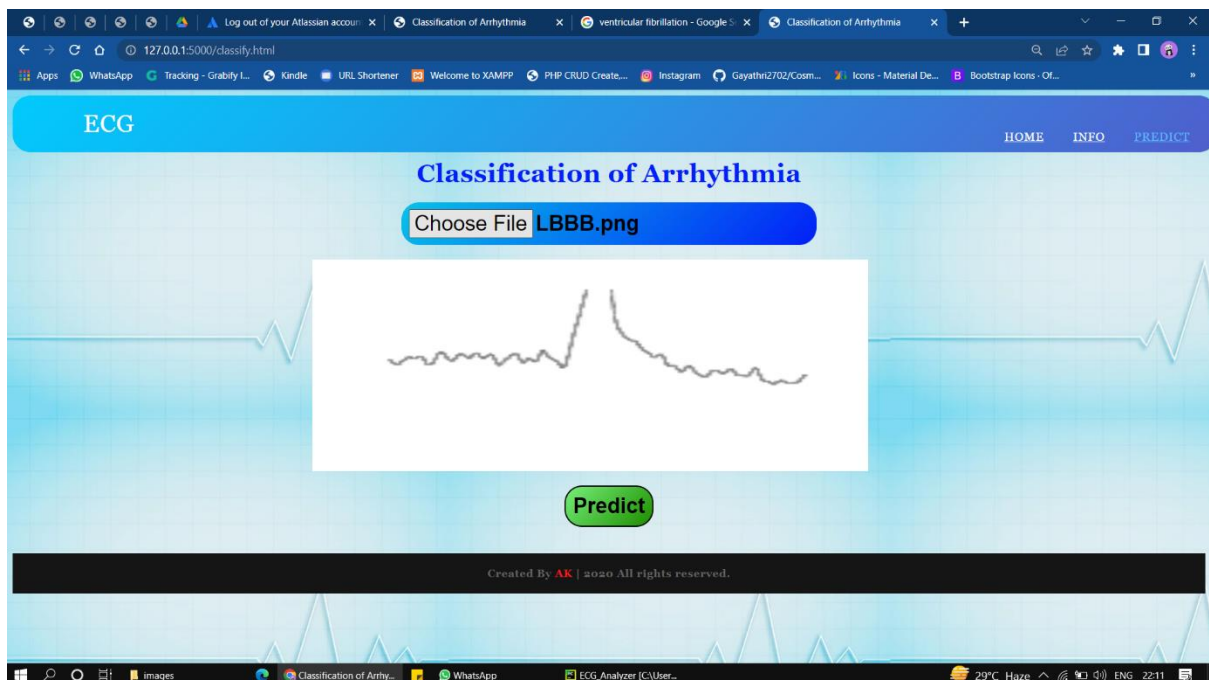 Log out of your Atlassian accoun
Classification of Arrhythmia
ventricular fibrillation - Google S
Classification of Arrhythmia
127.0.0.1:5000/classify.html
Apps WhatsApp Tracking - Grabify I... Kindle URL Shortener Welcome to XAMPP PHP CRUD Create,... Instagram Gayathri2702/Cosm... Icons - Material De... Bootstrap Icons · Of... »
ECG
HOME INFO PREDICT
Classification of Arrhythmia
Choose File LBBB.png
Predict
Created By AK | 2020 All rights reserved.
images Classification of Arrhy... WhatsApp ECG_Analyzer [C:\User... 29°C Haze ENG 22:11